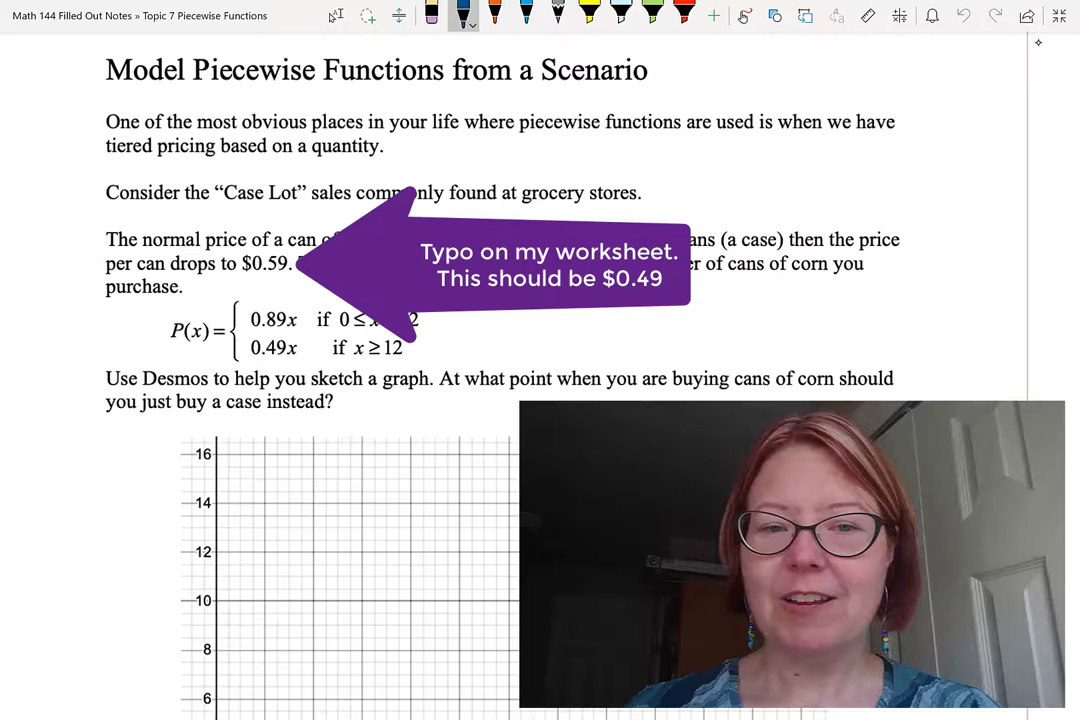 Math 144 Filled Out Notes » Topic 7 Piecewise Functions
Model Piecewise Functions from a Scenario
One of the most obvious places in your life where piecewise functions are used is when we have
tiered pricing based on a quantity.
Consider the “Case Lot” sales commonly found at grocery stores.
The normal price of a can (a case) then the price
per can drops to $0.59. of cans of corn you
purchase.
Typo on my worksheet.
This should be $0.49
P(x) = { 0.89x if 0 ≤
0.49x if x ≥ 12
Use Desmos to help you sketch a graph. At what point when you are buying cans of corn should
you just buy a case instead?
16
14
12
10
8
6